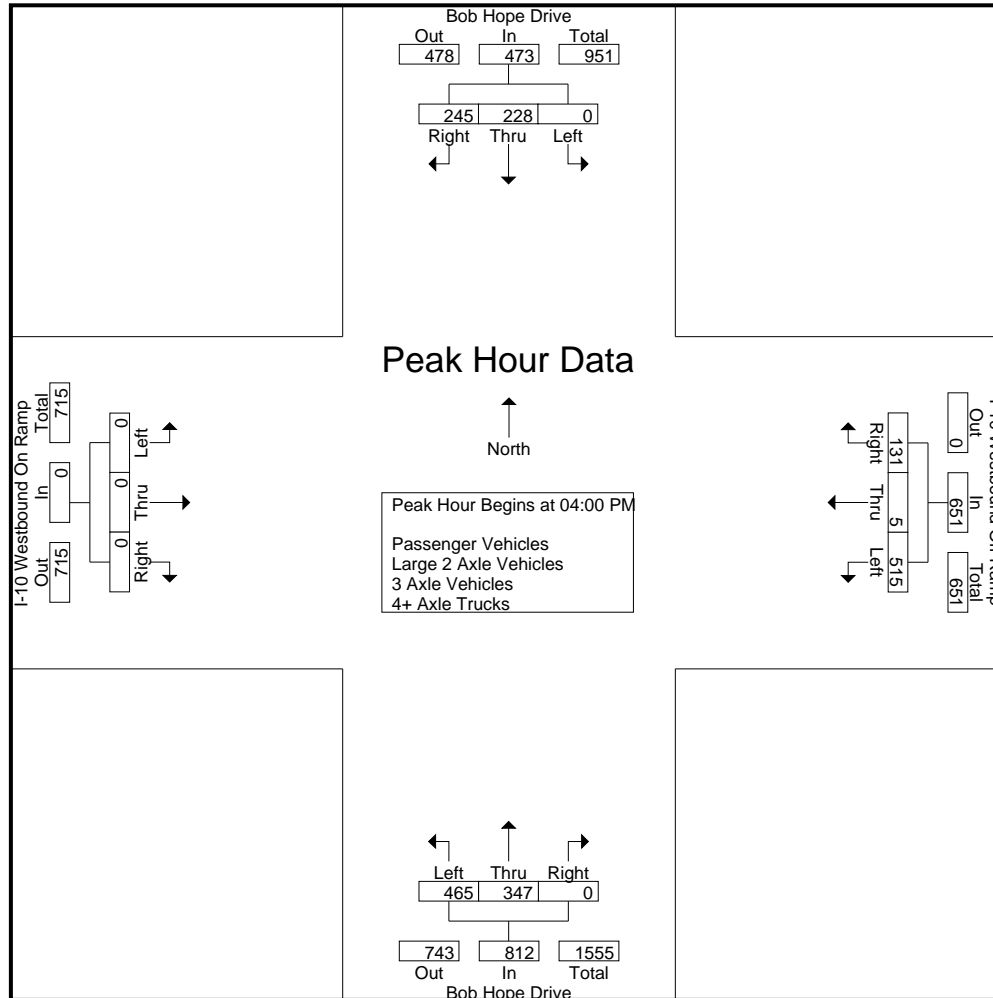 Bob Hope Drive
Out In Total
478 473 951
245 228 0
Right Thru Left
Peak Hour Data
North
Peak Hour Begins at 04:00 PM
Passenger Vehicles
Large 2 Axle Vehicles
3 Axle Vehicles
4+ Axle Trucks
I-10 Westbound On Ramp
Out In Total
715 0 715
Right Thru Left
0 0 0
Out In Total
0 651 651
131 5 515
Right Thru Left
Left Thru Right
465 347 0
743 812 1555
Out In Total
Bob Hope Drive